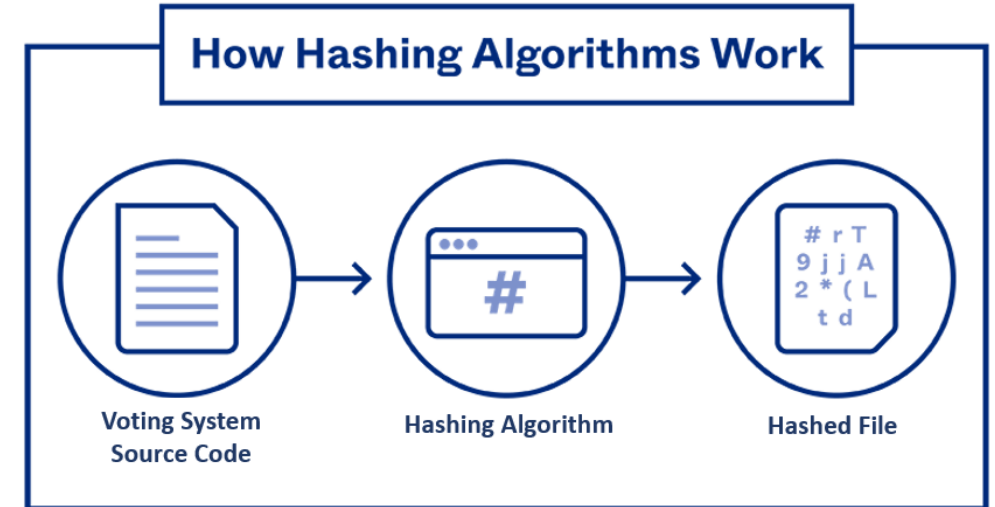 How Hashing Algorithms Work
#
# r T
9 j j A
2 * ( L
t d
Voting System
Source Code
Hashing Algorithm
Hashed File